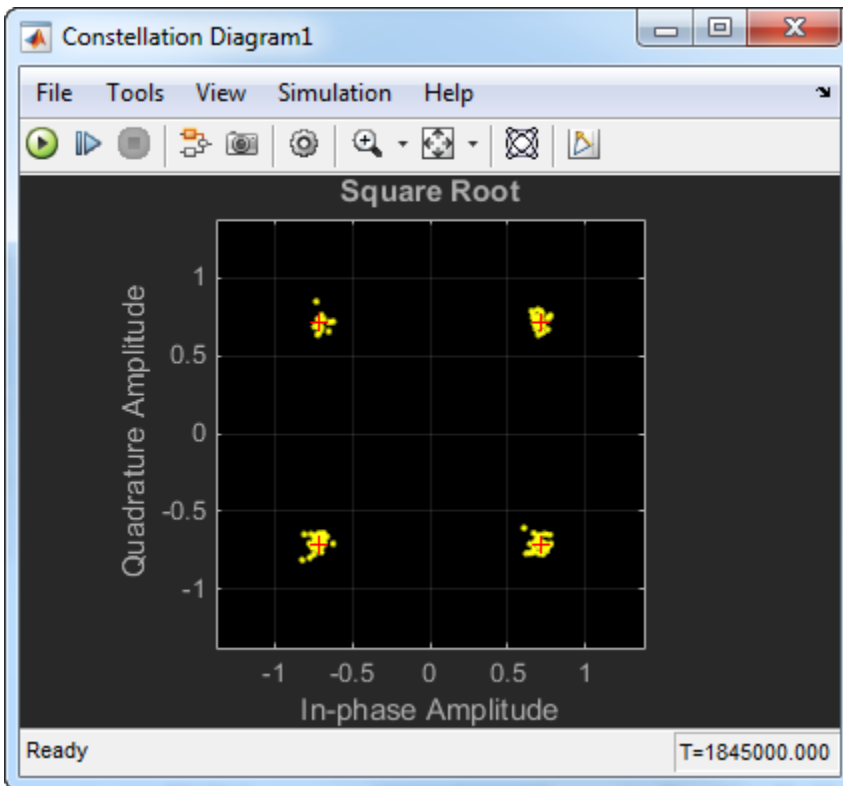 Constellation Diagram1
File Tools View Simulation Help
Square Root
Quadrature Amplitude
1
0.5
0
-0.5
-1
-1 -0.5 0 0.5 1
In-phase Amplitude
Ready T=1845000.000